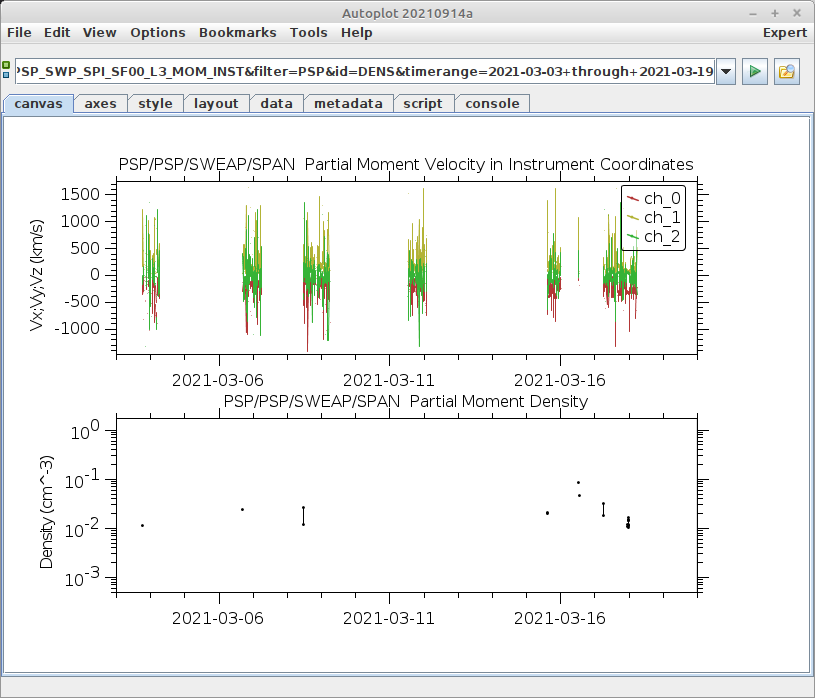 Autoplot 20210914a
File Edit View Options Bookmarks Tools Help Expert
PSP_SWP_SPI_SF00_L3_MOM_INST&filter=PSP&id=DENS&timerange=2021-03-03+through+2021-03-19
canvas axes style layout data metadata script console
PSP/PSP/SWEAP/SPAN Partial Moment Velocity in Instrument Coordinates
Vx;Vy;Vz (km/s)
1500
1000
500
0
-500
-1000
ch_0
ch_1
ch_2
2021-03-06 2021-03-11 2021-03-16
PSP/PSP/SWEAP/SPAN Partial Moment Density
Density (cm^-3)
10^0
10^-1
10^-2
10^-3
2021-03-06 2021-03-11 2021-03-16